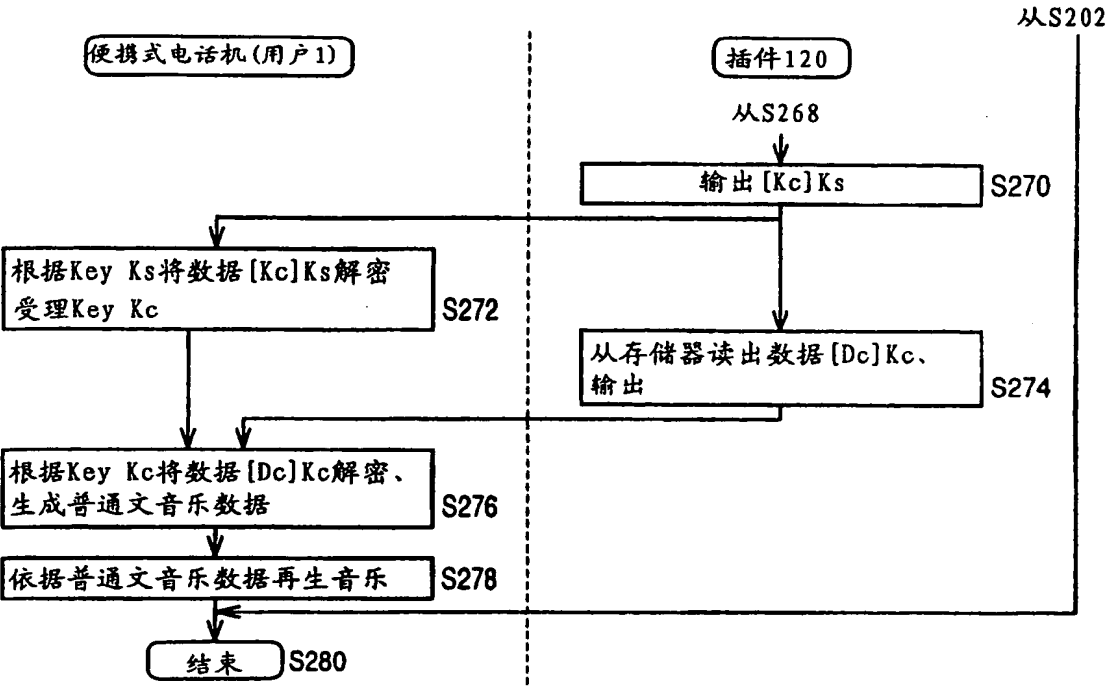 从S202
便携式电话机(用户1)
插件120
从S268
输出[Kc]Ks
S270
根据Key Ks将数据[Kc]Ks解密
受理Key Kc
S272
从存储器读出数据[Dc]Kc、
输出
S274
根据Key Kc将数据[Dc]Kc解密、
生成普通文音乐数据
S276
依据普通文音乐数据再生音乐
S278
结束
S280